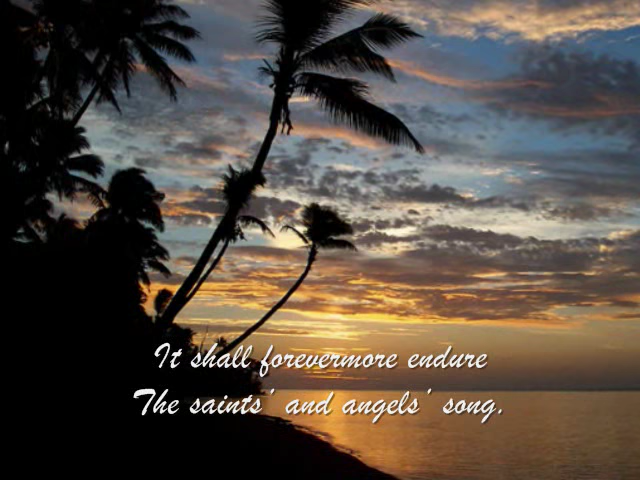 It shall forevermore endure
The saints’ and angels’ song.